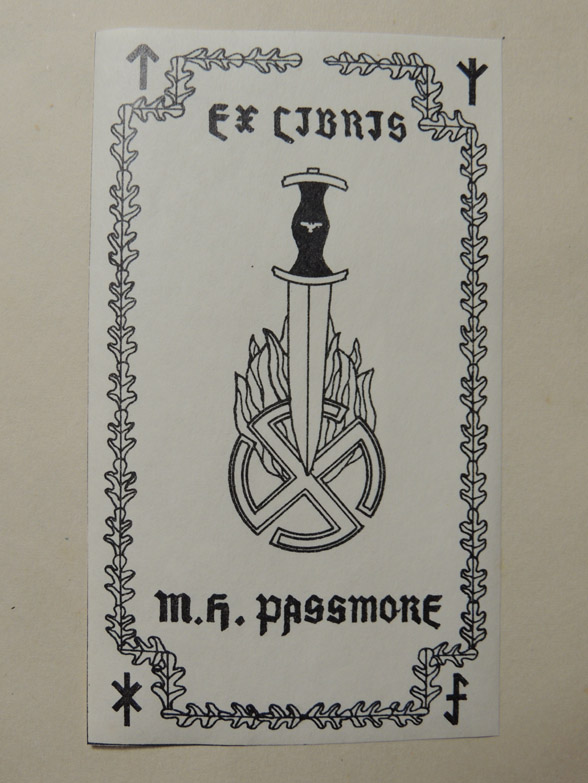 ᛏ ᛉ
EX LIBRIS
M.H. PASSMORE